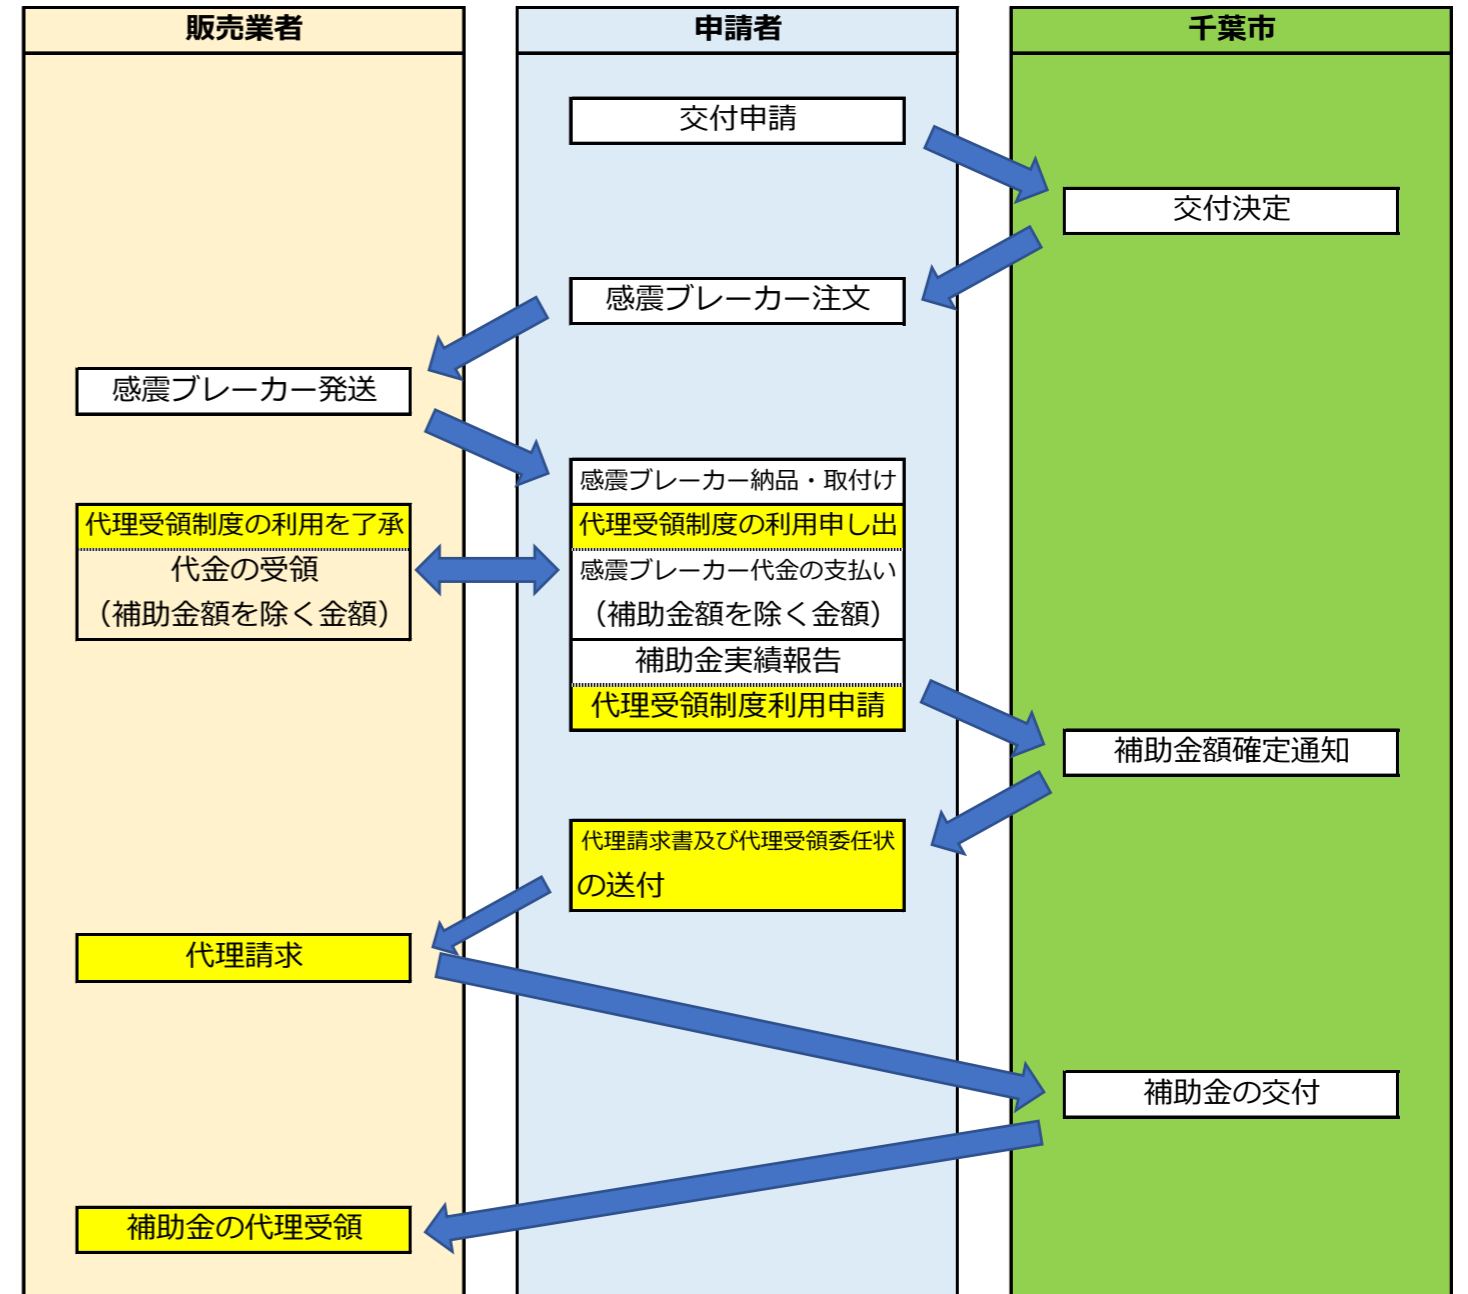 販売業者
申請者
千葉市
交付申請
交付決定
感震ブレーカー注文
感震ブレーカー発送
感震ブレーカー納品・取付け
代理受領制度の利用を了承
代理受領制度の利用申し出
代金の受領
（補助金額を除く金額）
感震ブレーカー代金の支払い
（補助金額を除く金額）
補助金実績報告
代理受領制度利用申請
補助金額確定通知
代理請求書及び代理受領委任状
の送付
代理請求
補助金の交付
補助金の代理受領